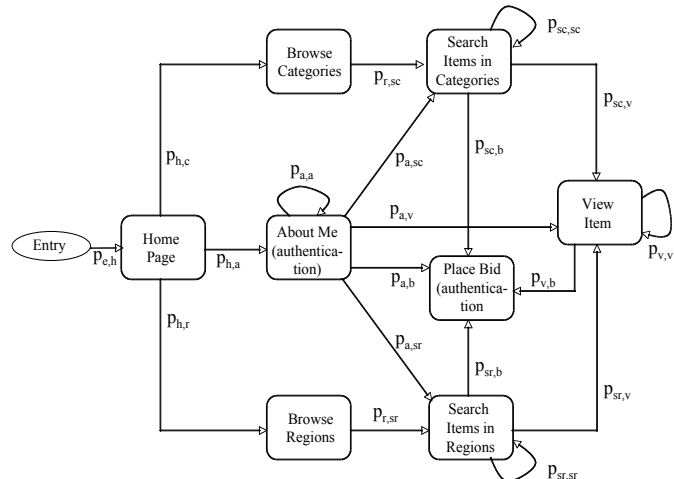 Browse
Categories
p_r,sc
Search
Items in
Categories
p_sc,sc
p_sc,v
p_h,c
p_a,sc
p_sc,b
p_a,a
p_a,v
View
Item
p_v,v
Entry
p_e,h
Home
Page
p_h,a
About Me
(authentica-
tion)
p_a,b
Place Bid
(authentica-
tion
p_v,b
p_h,r
p_a,sr
p_sr,b
p_sr,v
Browse
Regions
p_r,sr
Search
Items in
Regions
p_sr,sr